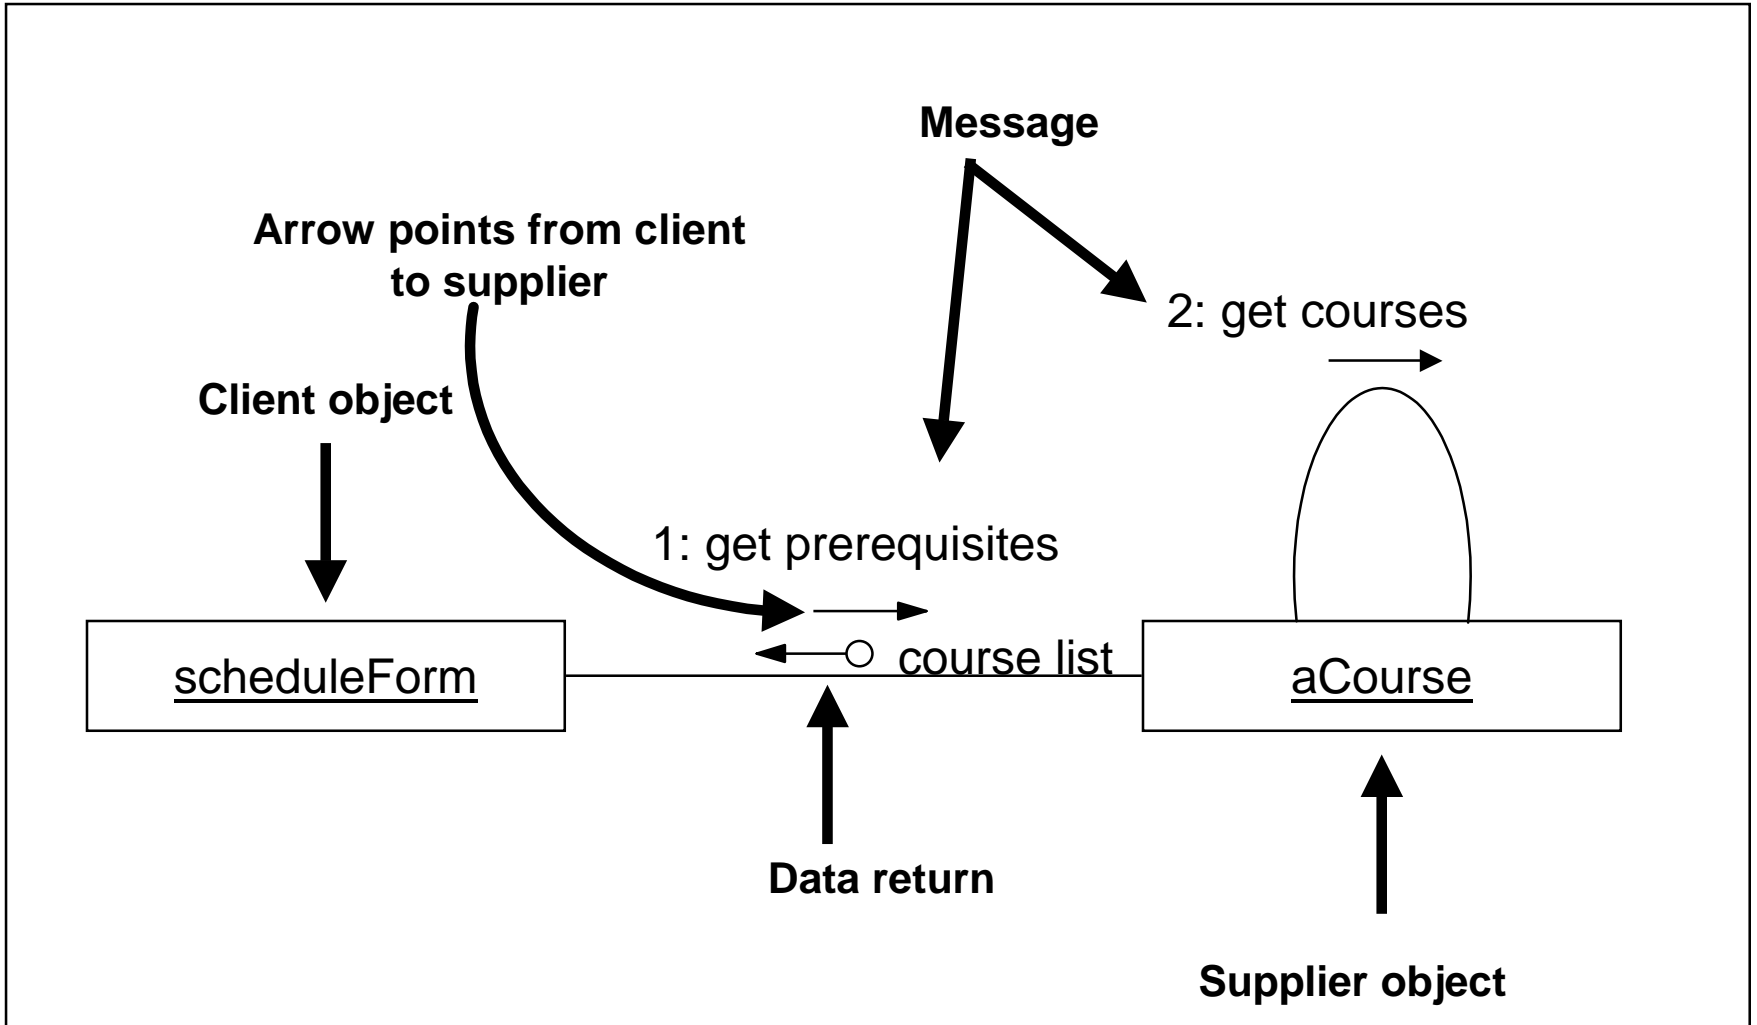 Message
Arrow points from client
to supplier
2: get courses
Client object
1: get prerequisites
course list
scheduleForm
aCourse
Data return
Supplier object